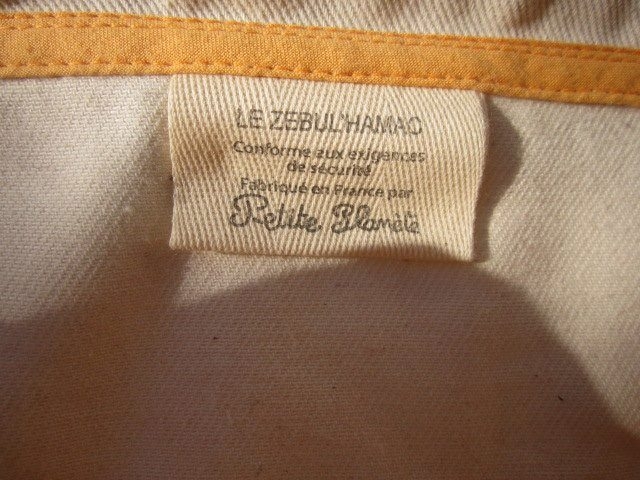 LE ZEBUL'HAMAC
Conforme aux exigences
de sécurité
Fabriqué en France par
Petite Planète